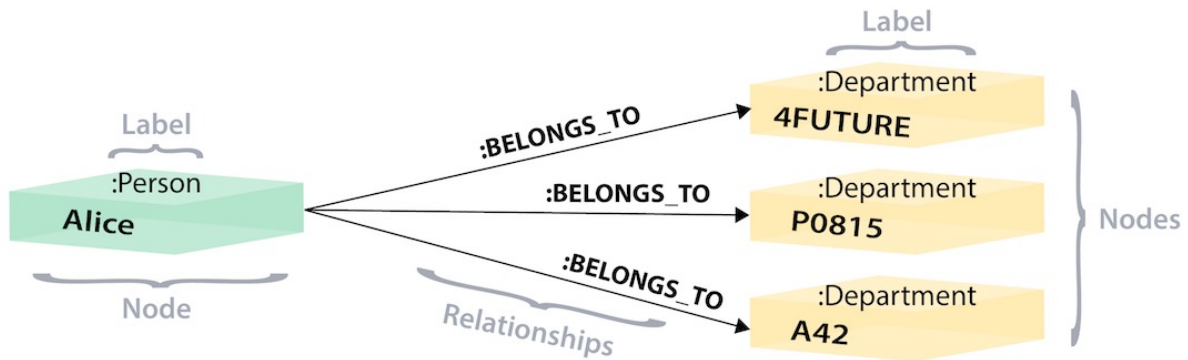 Label
:Department
4FUTURE
:BELONGS_TO
Label
:Person
Alice
:BELONGS_TO
:Department
P0815
Nodes
:BELONGS_TO
:Department
A42
Node
Relationships